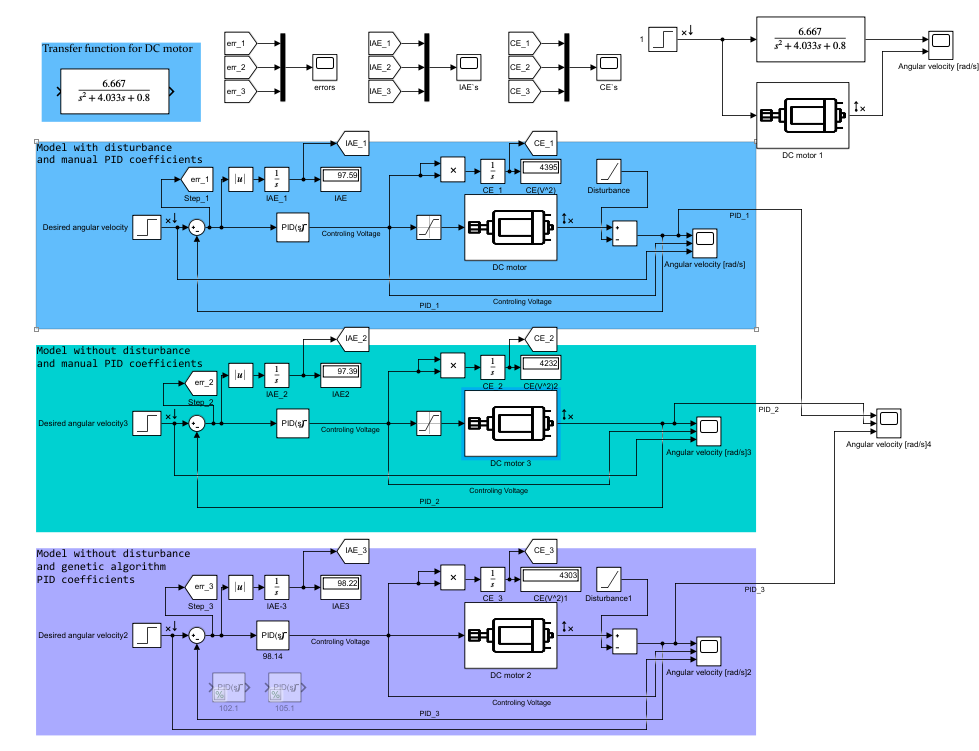 Transfer function for DC motor
6.667
s² + 4.033s + 0.8
err_1
err_2
err_3
errors
IAE_1
IAE_2
IAE_3
IAE`s
CE_1
CE_2
CE_3
CE`s
1
6.667
s² + 4.033s + 0.8
Angular velocity [rad/s]
DC motor 1
Model with disturbance
and manual PID coefficients
IAE_1
CE_1
err_1
Step_1
|u|
1
s
IAE_1
97.59
IAE
×
1
s
CE_1
4395
CE(V^2)
Disturbance
Desired angular velocity
+
-
PID(s)
Controling Voltage
DC motor
+
-
PID_1
Angular velocity [rad/s]
Controling Voltage
PID_1
Model without disturbance
and manual PID coefficients
IAE_2
CE_2
err_2
Step_2
|u|
1
s
IAE_2
97.39
IAE2
×
1
s
CE_2
4232
CE(V^2)2
Desired angular velocity3
+
-
PID(s)
Controling Voltage
DC motor 3
PID_2
Angular velocity [rad/s]3
Angular velocity [rad/s]4
Controling Voltage
PID_2
Model without disturbance
and genetic algorithm
PID coefficients
IAE_3
CE_3
err_3
Step_3
|u|
1
s
IAE-3
98.22
IAE3
×
1
s
CE_3
4303
CE(V^2)1
Disturbance1
PID_3
Desired angular velocity2
+
-
PID(s)
98.14
Controling Voltage
DC motor 2
+
-
Angular velocity [rad/s]2
PID(s)
%
102.1
PID(s)
%
105.1
Controling Voltage
PID_3